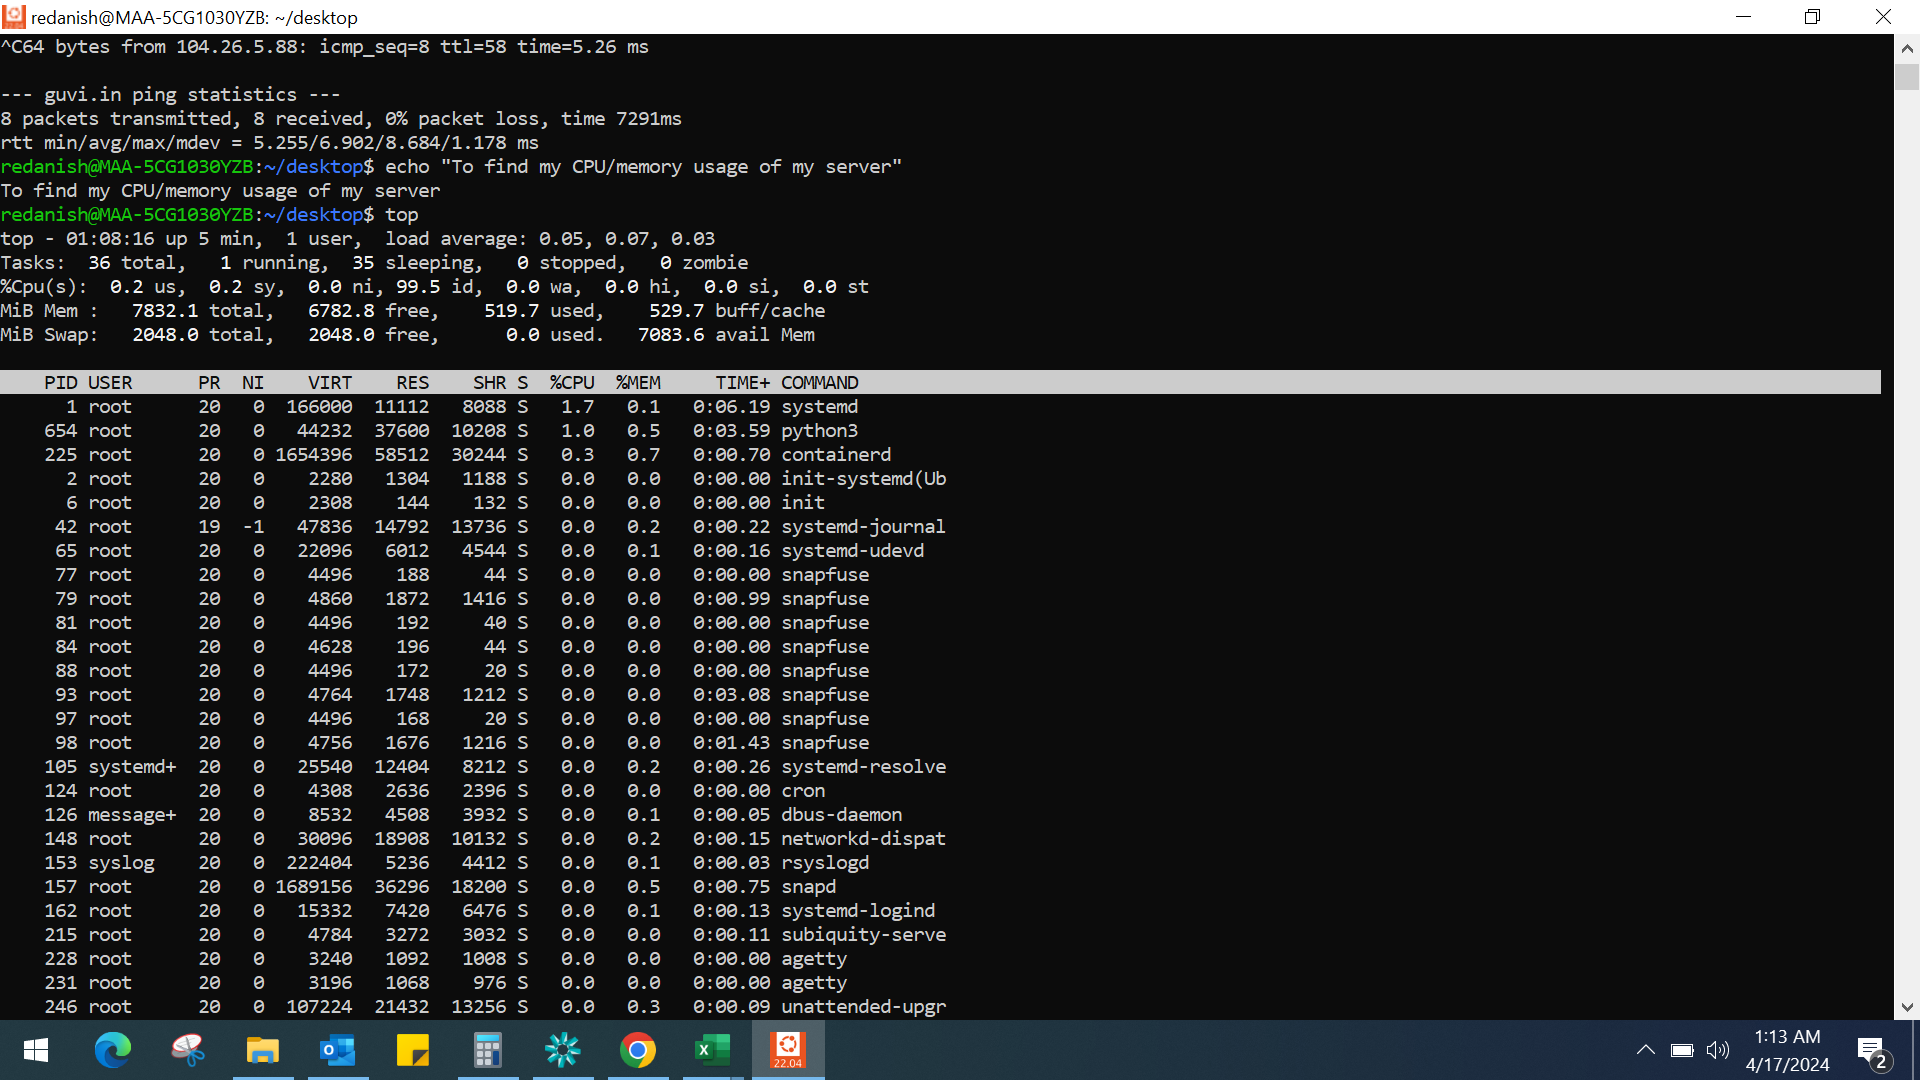 redanish@MAA-5CG1030YZB: ~/desktop
^C64 bytes from 104.26.5.88: icmp_seq=8 ttl=58 time=5.26 ms
--- guvi.in ping statistics ---
8 packets transmitted, 8 received, 0% packet loss, time 7291ms
rtt min/avg/max/mdev = 5.255/6.902/8.684/1.178 ms
redanish@MAA-5CG1030YZB:~/desktop$ echo "To find my CPU/memory usage of my server"
To find my CPU/memory usage of my server
redanish@MAA-5CG1030YZB:~/desktop$ top
top - 01:08:16 up 5 min,  1 user,  load average: 0.05, 0.07, 0.03
Tasks:  36 total,   1 running,  35 sleeping,   0 stopped,   0 zombie
%Cpu(s):  0.2 us,  0.2 sy,  0.0 ni, 99.5 id,  0.0 wa,  0.0 hi,  0.0 si,  0.0 st
MiB Mem :   7832.1 total,   6782.8 free,    519.7 used,    529.7 buff/cache
MiB Swap:   2048.0 total,   2048.0 free,      0.0 used.   7083.6 avail Mem
PID USER      PR  NI    VIRT    RES    SHR S  %CPU  %MEM     TIME+ COMMAND
1 root      20   0  166000  11112   8088 S   1.7   0.1   0:06.19 systemd
654 root      20   0   44232  37600  10208 S   1.0   0.5   0:03.59 python3
225 root      20   0 1654396  58512  30244 S   0.3   0.7   0:00.70 containerd
2 root      20   0    2280   1304   1188 S   0.0   0.0   0:00.00 init-systemd(Ub
6 root      20   0    2308    144    132 S   0.0   0.0   0:00.00 init
42 root      19  -1   47836  14792  13736 S   0.0   0.2   0:00.22 systemd-journal
65 root      20   0   22096   6012   4544 S   0.0   0.1   0:00.16 systemd-udevd
77 root      20   0    4496    188     44 S   0.0   0.0   0:00.00 snapfuse
79 root      20   0    4860   1872   1416 S   0.0   0.0   0:00.99 snapfuse
81 root      20   0    4496    192     40 S   0.0   0.0   0:00.00 snapfuse
84 root      20   0    4628    196     44 S   0.0   0.0   0:00.00 snapfuse
88 root      20   0    4496    172     20 S   0.0   0.0   0:00.00 snapfuse
93 root      20   0    4764   1748   1212 S   0.0   0.0   0:03.08 snapfuse
97 root      20   0    4496    168     20 S   0.0   0.0   0:00.00 snapfuse
98 root      20   0    4756   1676   1216 S   0.0   0.0   0:01.43 snapfuse
105 systemd+  20   0   25540  12404   8212 S   0.0   0.2   0:00.26 systemd-resolve
124 root      20   0    4308   2636   2396 S   0.0   0.0   0:00.00 cron
126 message+  20   0    8532   4508   3932 S   0.0   0.1   0:00.05 dbus-daemon
148 root      20   0   30096  18908  10132 S   0.0   0.2   0:00.15 networkd-dispat
153 syslog    20   0  222404   5236   4412 S   0.0   0.1   0:00.03 rsyslogd
157 root      20   0 1689156  36296  18200 S   0.0   0.5   0:00.75 snapd
162 root      20   0   15332   7420   6476 S   0.0   0.1   0:00.13 systemd-logind
215 root      20   0    4784   3272   3032 S   0.0   0.0   0:00.11 subiquity-serve
228 root      20   0    3240   1092   1008 S   0.0   0.0   0:00.00 agetty
231 root      20   0    3196   1068    976 S   0.0   0.0   0:00.00 agetty
246 root      20   0  107224  21432  13256 S   0.0   0.3   0:00.09 unattended-upgr
22.04
1:13 AM
4/17/2024
2